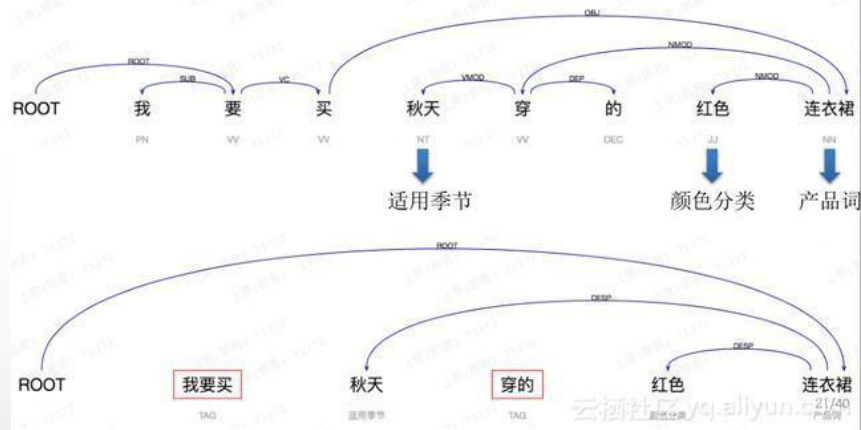 OBJ
NMOD
ROOT
SUB VC VMOD DEP NMOD
ROOT 我 要 买 秋天 穿 的 红色 连衣裙
PN VV VV NT VV DEC JJ NN
适用季节 颜色分类 产品词
ROOT
DESP
DESP
ROOT 我要买 秋天 穿的 红色 连衣裙
21/40
TAG 适用季节 TAG 颜色分类 产品词
云栖社区 yq.aliyun.com